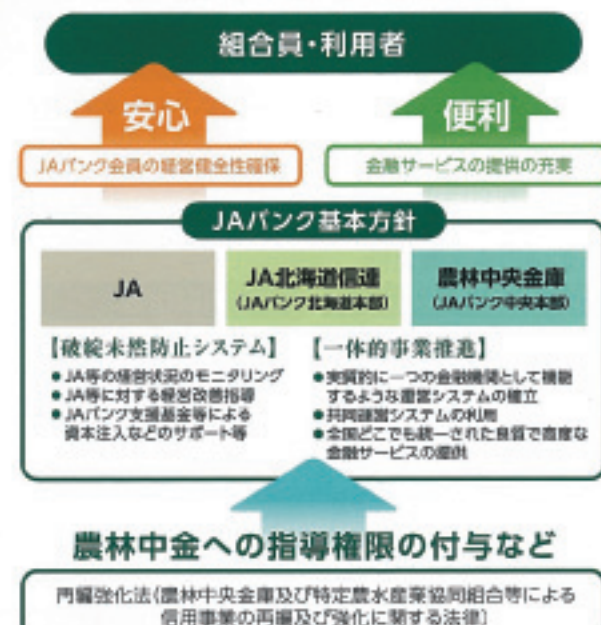 組合員・利用者
安心
便利
JAバンク会員の経営健全性確保
金融サービスの提供の充実
JAバンク基本方針
JA
JA北海道信連
(JAバンク北海道本部)
農林中央金庫
(JAバンク中央本部)
【破綻未然防止システム】
●JA等の経営状況のモニタリング
●JA等に対する経営改善指導
●JAバンク支援基金等による
資本注入などのサポート等
【一体的事業推進】
●実質的に一つの金融機関として機能
するような運営システムの確立
●共同運営システムの利用
●全国どこでも統一された良質で高度な
金融サービスの提供
農林中金への指導権限の付与など
再編強化法(農林中央金庫及び特定農水産業協同組合等による
信用事業の再編及び強化に関する法律)